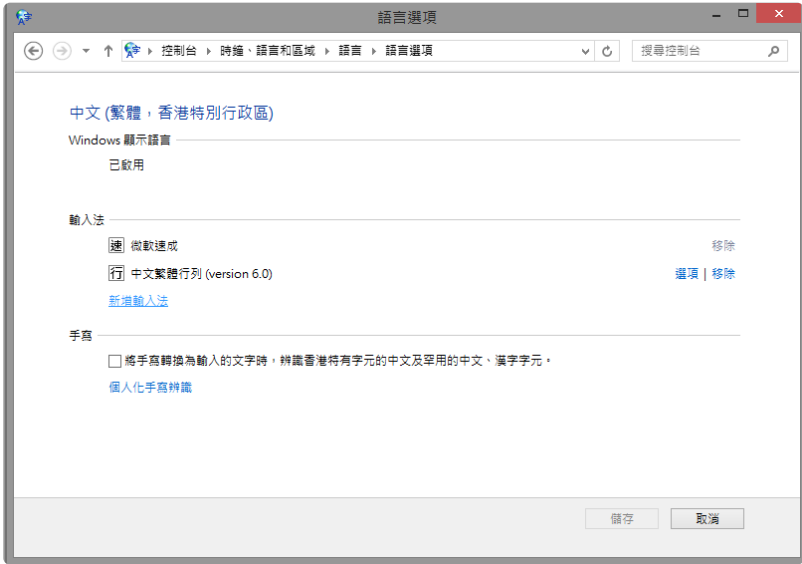 語言選項
控制台 ▸ 時鐘、語言和區域 ▸ 語言 ▸ 語言選項
搜尋控制台
中文 (繁體，香港特別行政區)
Windows 顯示語言
已啟用
輸入法
速 微軟速成 移除
行 中文繁體行列 (version 6.0) 選項 | 移除
新增輸入法
手寫
將手寫轉換為輸入的文字時，辨識香港特有字元的中文及罕用的中文、漢字字元。
個人化手寫辨識
儲存 取消